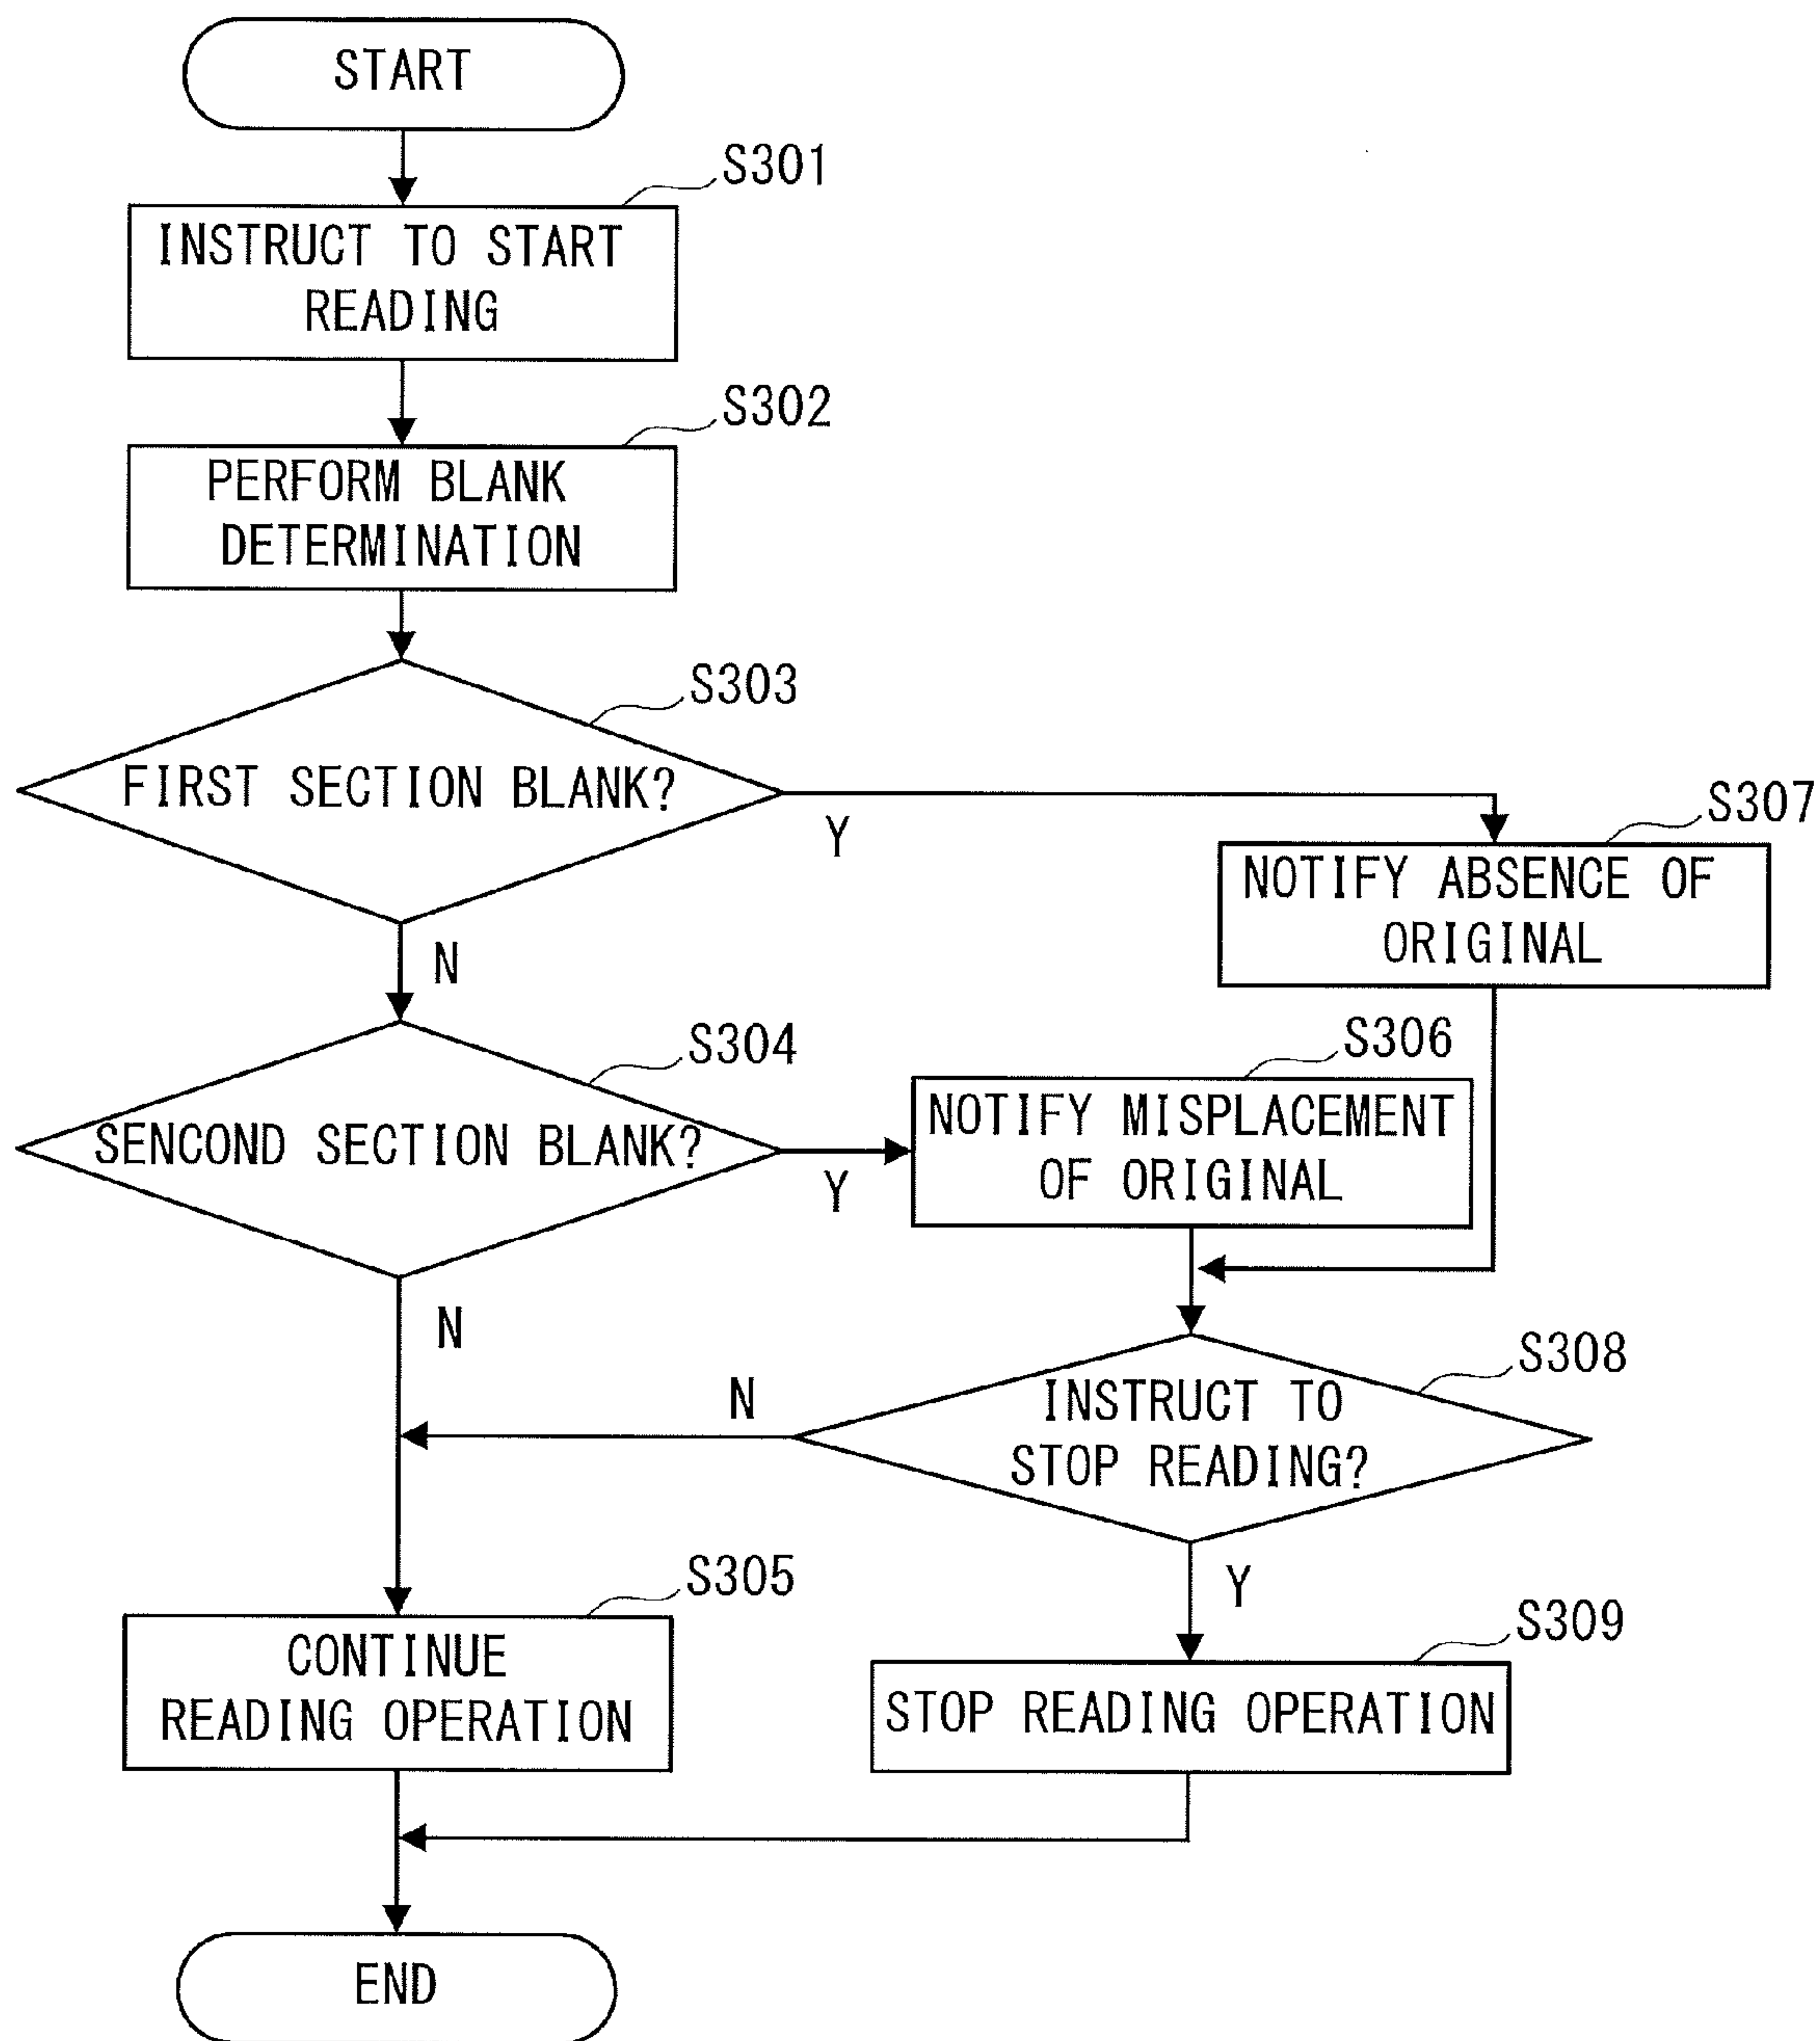 START
S301
INSTRUCT TO START
READING
S302
PERFORM BLANK
DETERMINATION
S303
FIRST SECTION BLANK?
Y
N
S307
NOTIFY ABSENCE OF
ORIGINAL
S304
SENCOND SECTION BLANK?
Y
N
S306
NOTIFY MISPLACEMENT
OF ORIGINAL
S308
INSTRUCT TO
STOP READING?
N
Y
S305
CONTINUE
READING OPERATION
S309
STOP READING OPERATION
END